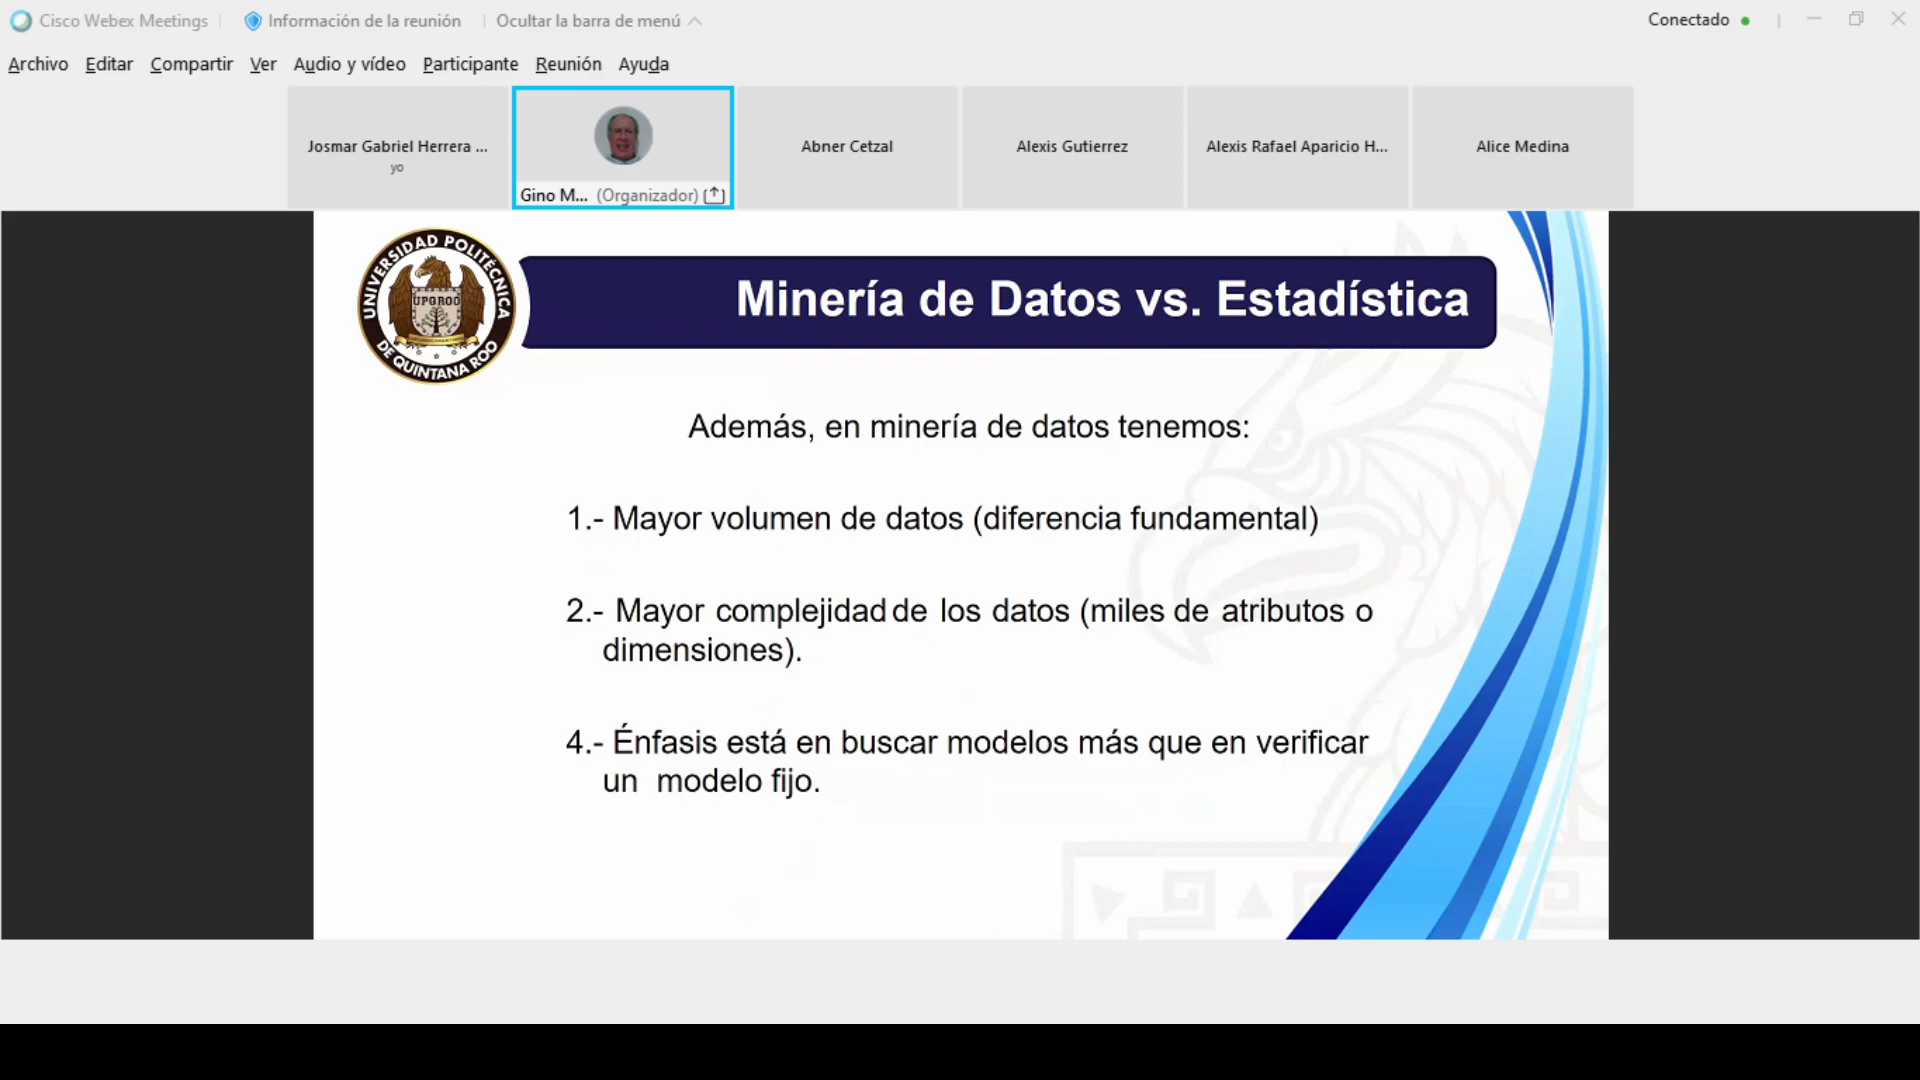 Cisco Webex Meetings
Información de la reunión
Ocultar la barra de menú
Conectado
Archivo Editar Compartir Ver Audio y vídeo Participante Reunión Ayuda
Josmar Gabriel Herrera ...
yo
Gino M... (Organizador)
Abner Cetzal
Alexis Gutierrez
Alexis Rafael Aparicio H...
Alice Medina
UNIVERSIDAD POLITÉCNICA
UPQROO
DE QUINTANA ROO
Minería de Datos vs. Estadística
Además, en minería de datos tenemos:
1.- Mayor volumen de datos (diferencia fundamental)
2.- Mayor complejidad de los datos (miles de atributos o
dimensiones).
4.- Énfasis está en buscar modelos más que en verificar
un modelo fijo.